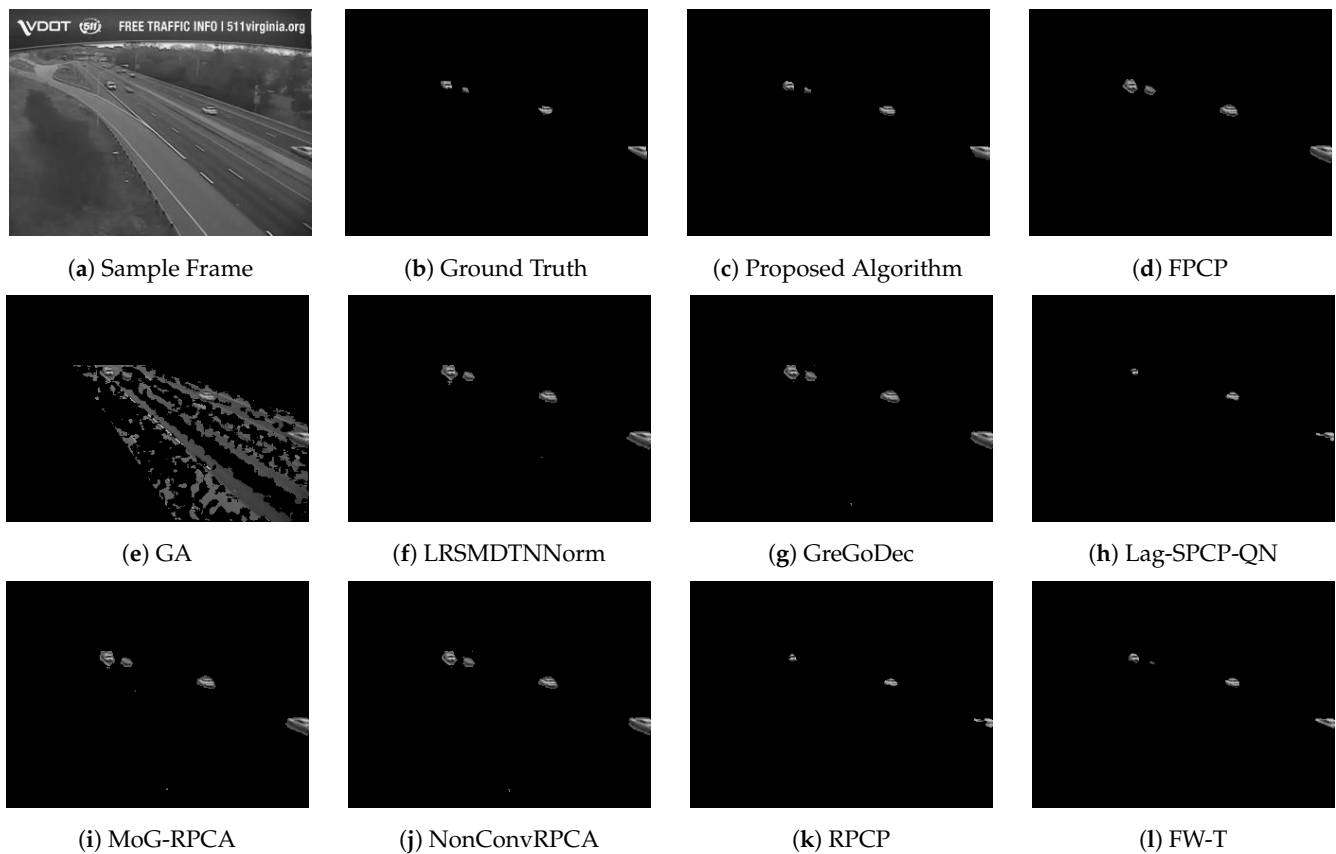 VDOT 511 FREE TRAFFIC INFO | 511virginia.org
(a) Sample Frame
(b) Ground Truth
(c) Proposed Algorithm
(d) FPCP
(e) GA
(f) LRSMDTNNorm
(g) GreGoDec
(h) Lag-SPCP-QN
(i) MoG-RPCA
(j) NonConvRPCA
(k) RPCP
(l) FW-T